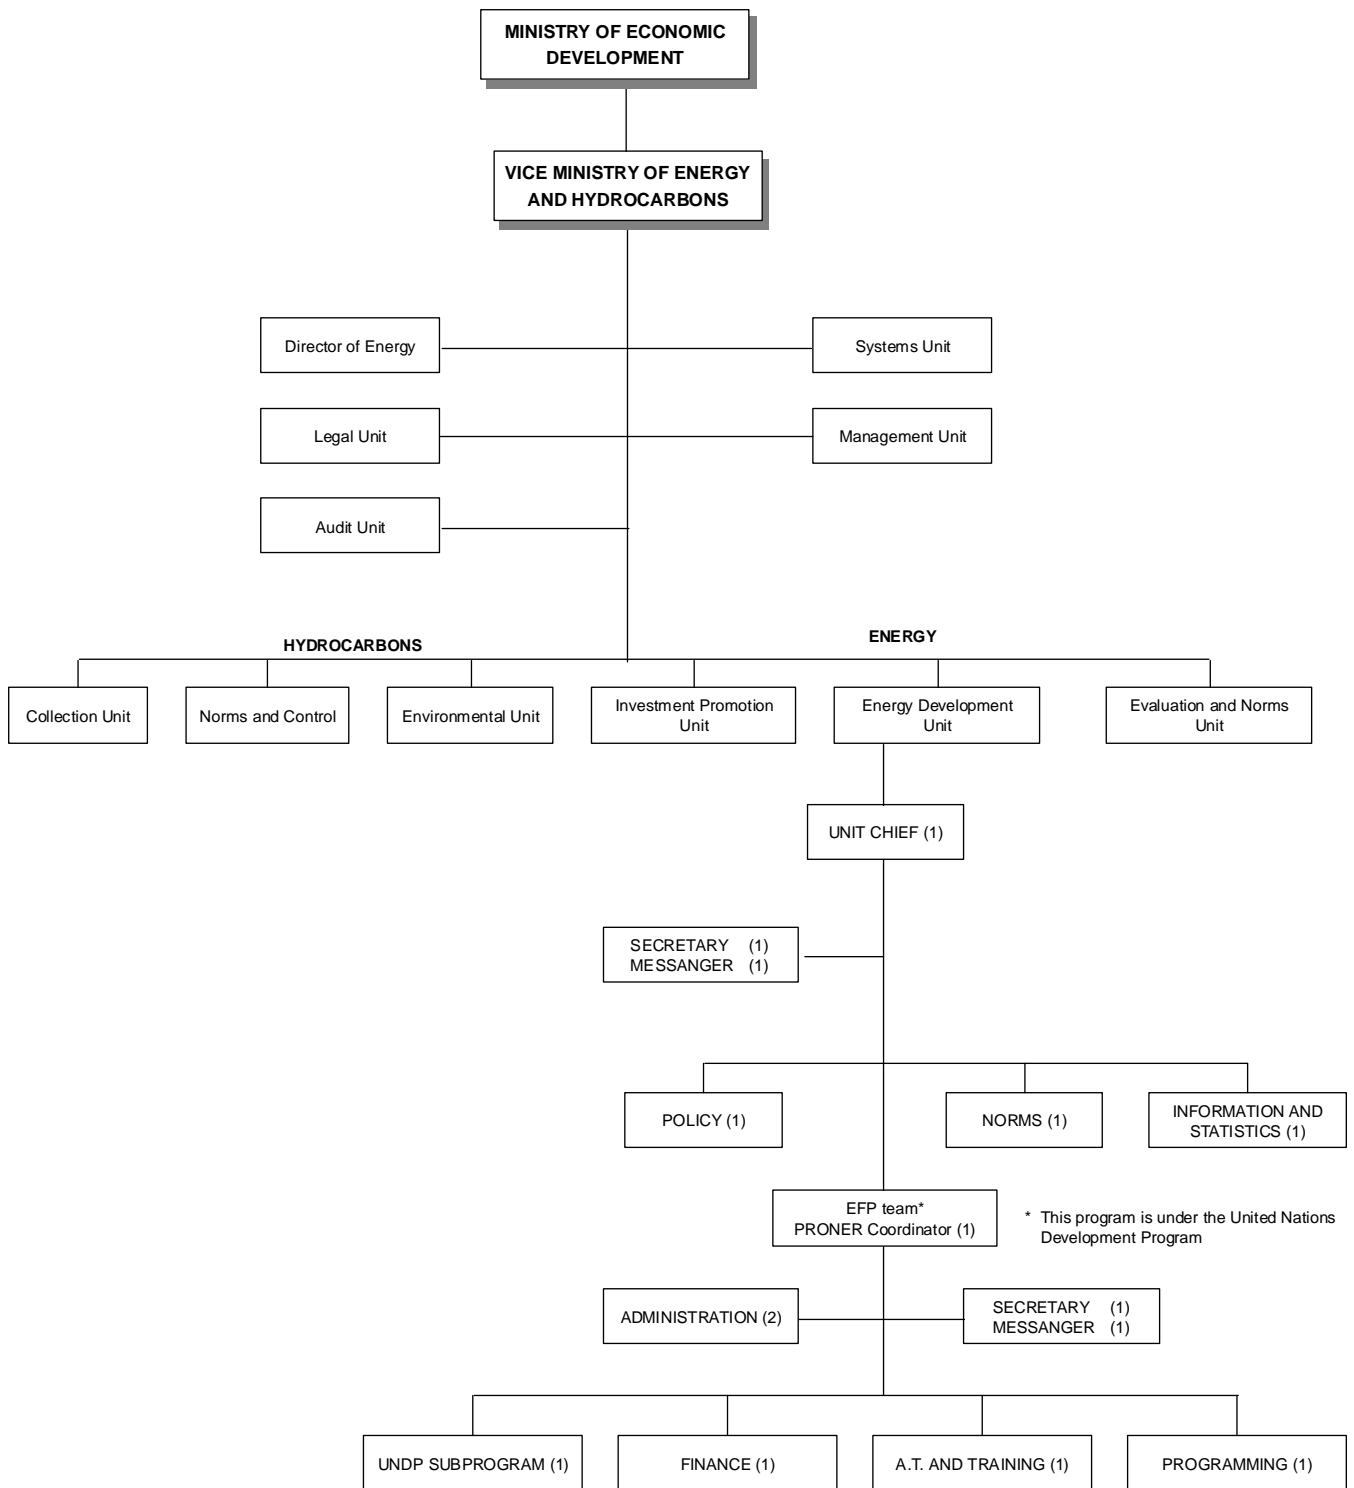 MINISTRY OF ECONOMIC
DEVELOPMENT
VICE MINISTRY OF ENERGY
AND HYDROCARBONS
Director of Energy
Systems Unit
Legal Unit
Management Unit
Audit Unit
HYDROCARBONS
ENERGY
Collection Unit
Norms and Control
Environmental Unit
Investment Promotion
Unit
Energy Development
Unit
Evaluation and Norms
Unit
UNIT CHIEF (1)
SECRETARY (1)
MESSANGER (1)
POLICY (1)
NORMS (1)
INFORMATION AND
STATISTICS (1)
EFP team*
PRONER Coordinator (1)
* This program is under the United Nations
Development Program
ADMINISTRATION (2)
SECRETARY (1)
MESSANGER (1)
UNDP SUBPROGRAM (1)
FINANCE (1)
A.T. AND TRAINING (1)
PROGRAMMING (1)